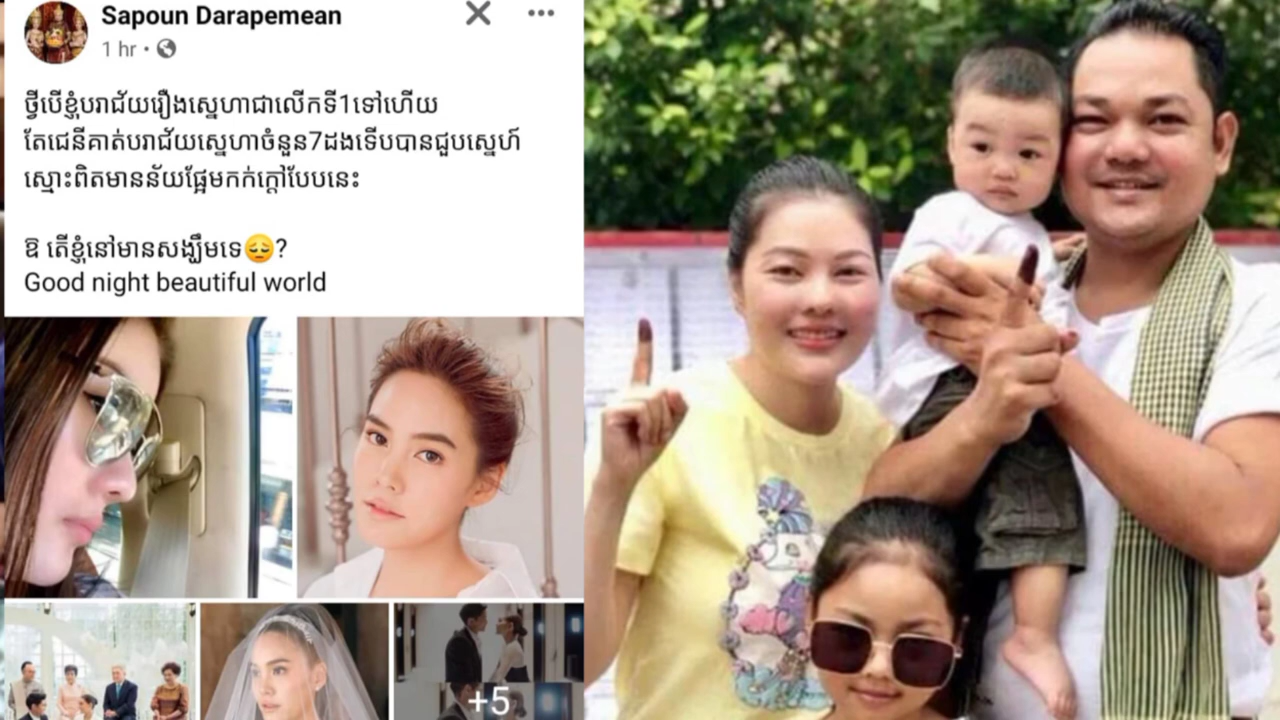 Sapoun Darapemean
1 hr
ថ្វីបើខ្ញុំបរាជ័យរឿងស្នេហាជាលើកទី1ទៅហើយ
តែជេនីគាត់បរាជ័យស្នេហាចំនួន7ដងទើបបានជួបស្នេហ៍
ស្មោះពិតមានន័យផ្អែមកក់ក្តៅបែបនេះ
ឱ តើខ្ញុំនៅមានសង្ឃឹមទេ😔?
Good night beautiful world
+5